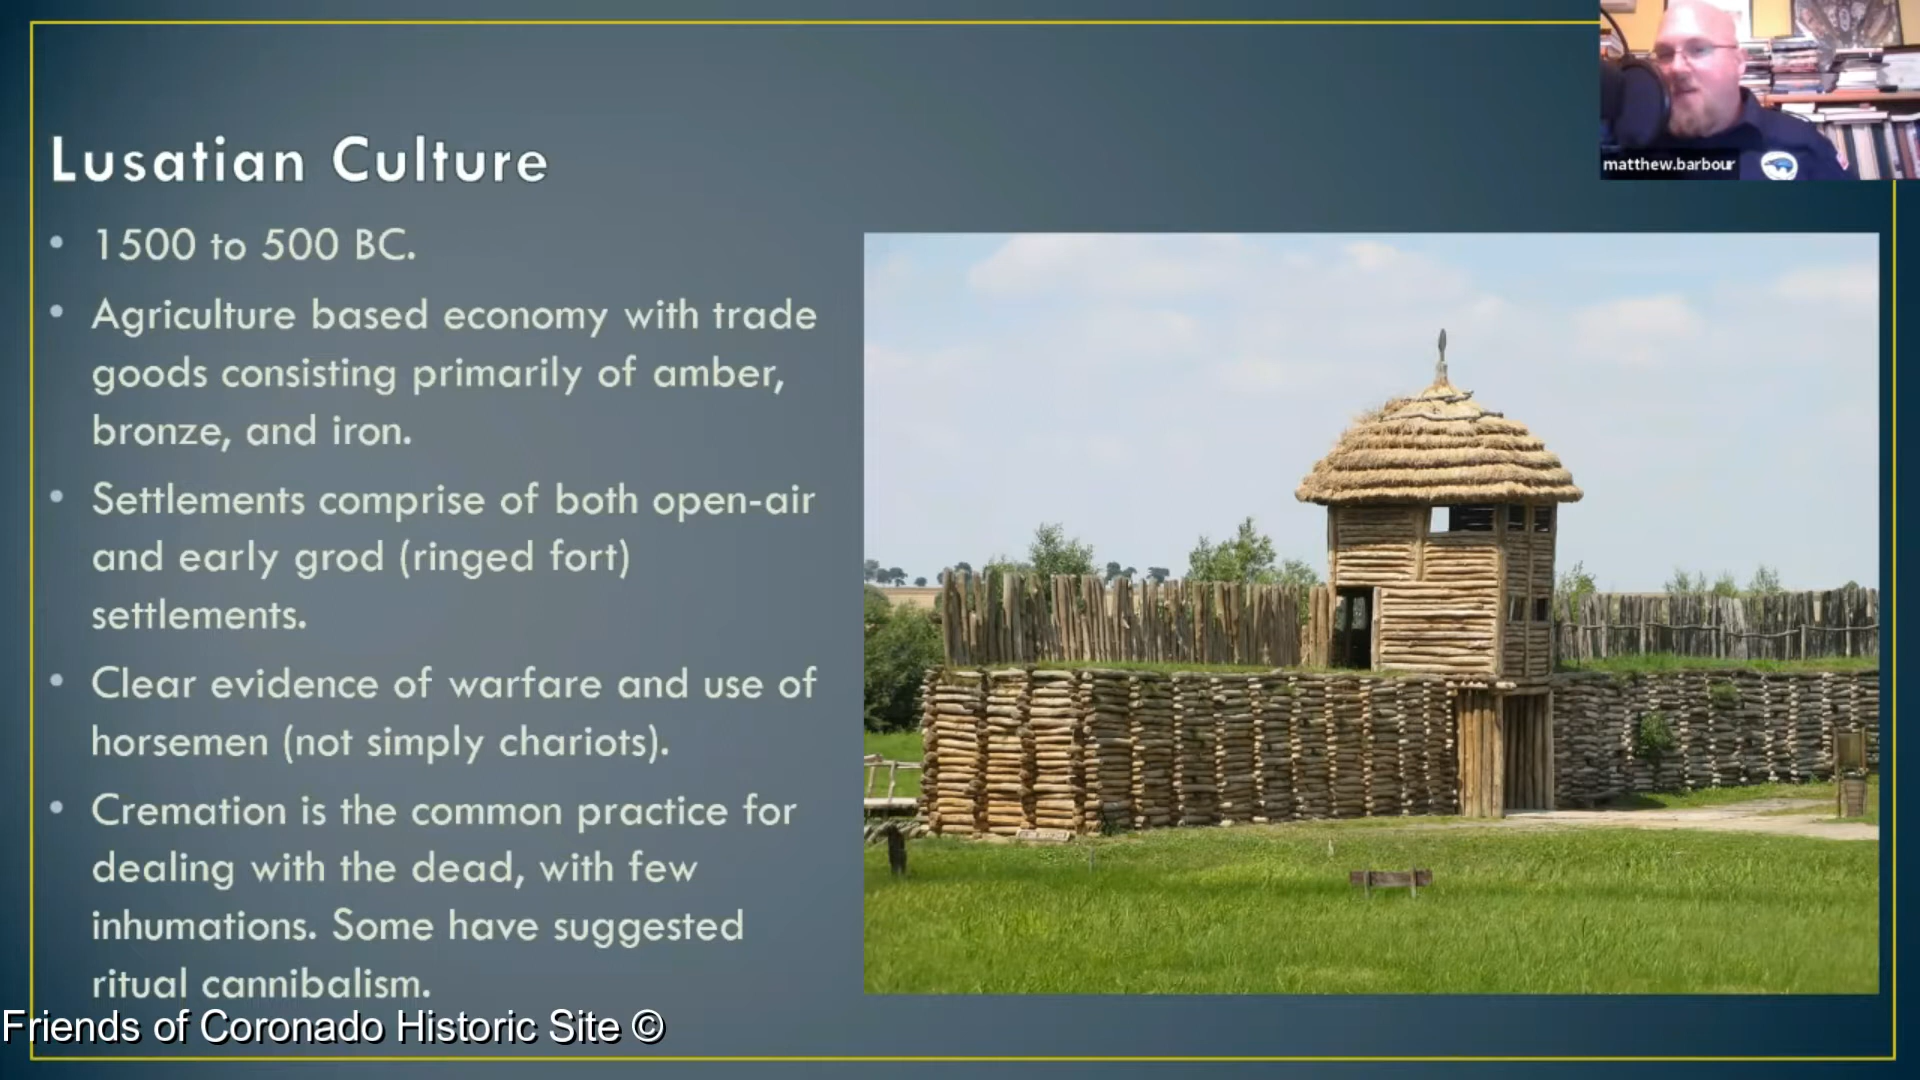 matthew.barbour
Lusatian Culture
• 1500 to 500 BC.
• Agriculture based economy with trade
goods consisting primarily of amber,
bronze, and iron.
• Settlements comprise of both open-air
and early grod (ringed fort)
settlements.
• Clear evidence of warfare and use of
horsemen (not simply chariots).
• Cremation is the common practice for
dealing with the dead, with few
inhumations. Some have suggested
ritual cannibalism.
Friends of Coronado Historic Site ©